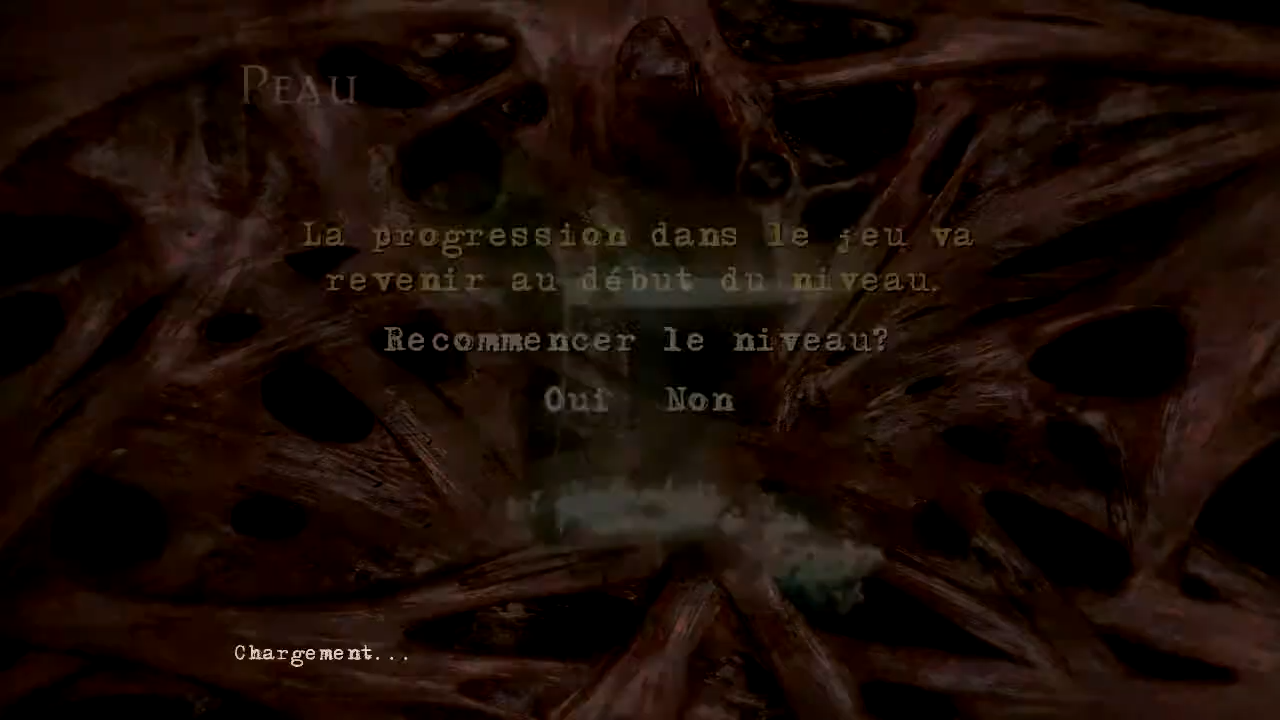 Peau
La progression dans le jeu va
revenir au début du niveau.
Recommencer le niveau?
Oui Non
Chargement...